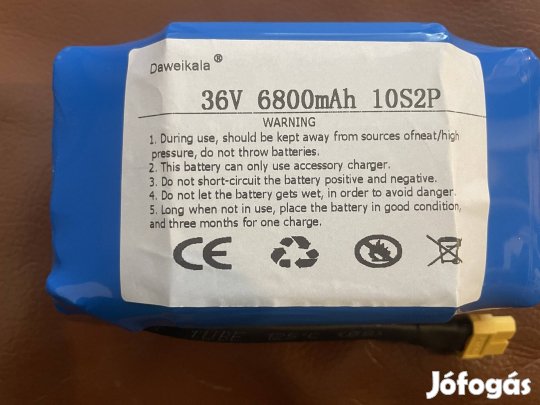 Daweikala®
36V 6800mAh 10S2P
WARNING
1. During use, should be kept away from sources ofneat/high
pressure, do not throw batteries.
2. This battery can only use accessory charger.
3. Do not short-circuit the battery positive and negative.
4. Do not let the battery gets wet, in order to avoid danger.
5. Long when not in use, place the battery in good condition,
and three months for one charge.
CE
TUBE 125°C
Jófogás